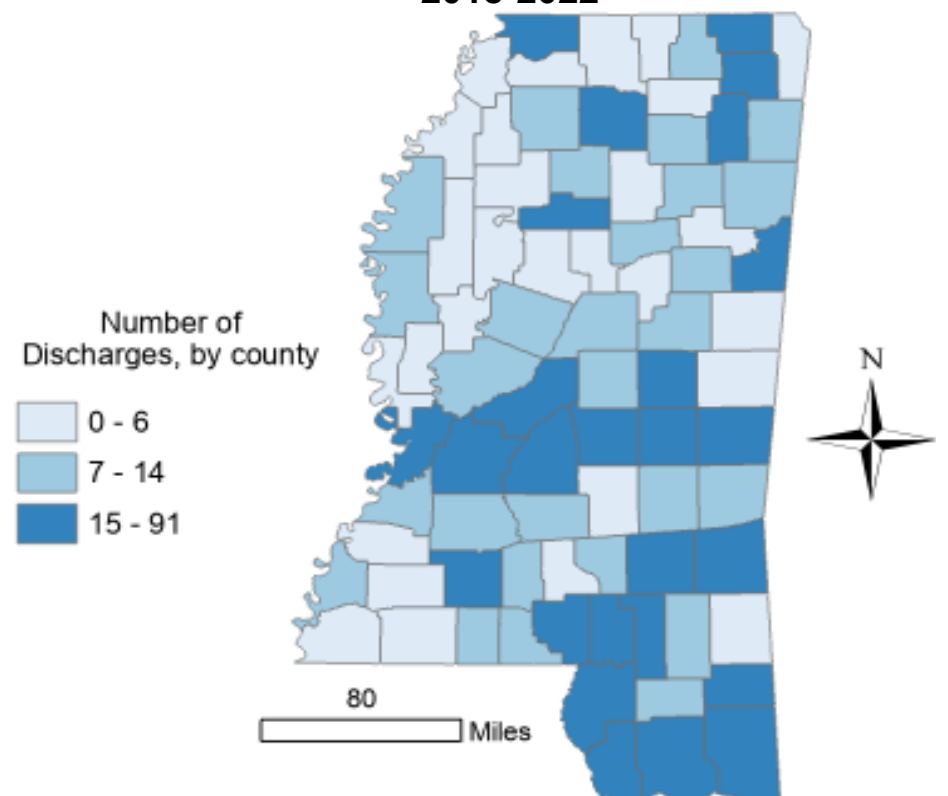 Number of
Discharges, by county
0 - 6
7 - 14
15 - 91
N
80
Miles